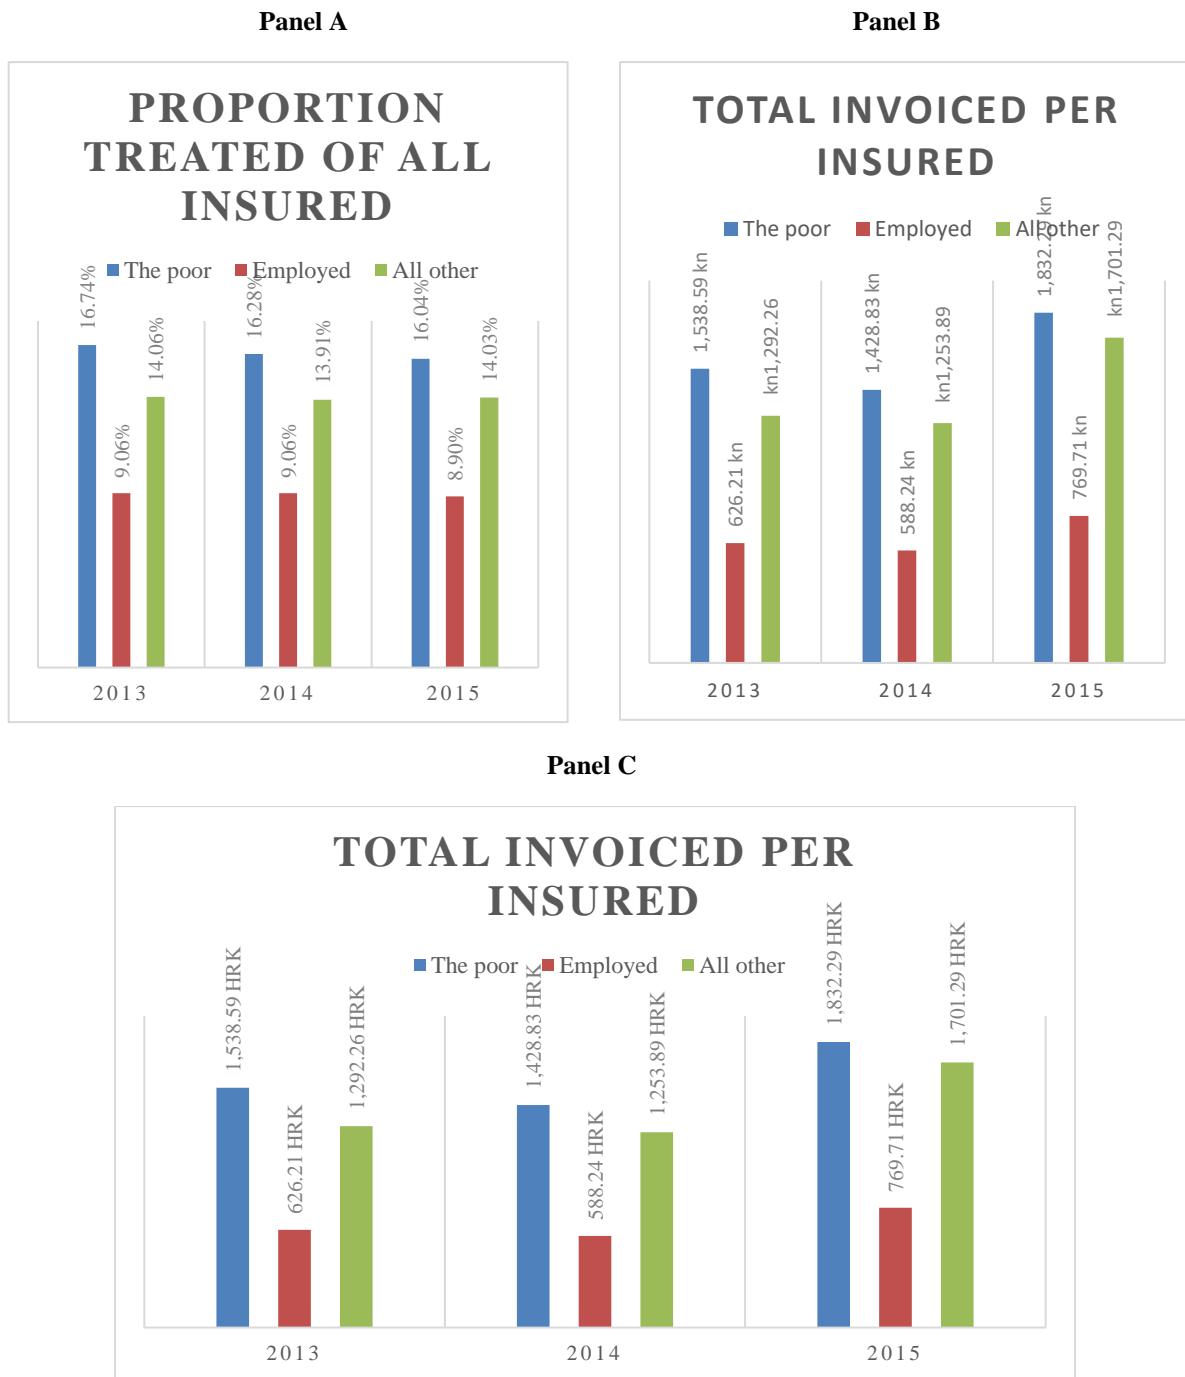 Panel A
PROPORTION
TREATED OF ALL
INSURED
The poor Employed All other
16.74%
9.06%
14.06%
16.28%
9.06%
13.91%
16.04%
8.90%
14.03%
2013 2014 2015
Panel B
TOTAL INVOICED PER
INSURED
The poor Employed All other
1,538.59 kn
626.21 kn
kn1,292.26
1,428.83 kn
588.24 kn
kn1,253.89
1,832.29 kn
769.71 kn
kn1,701.29
2013 2014 2015
Panel C
TOTAL INVOICED PER
INSURED
The poor Employed All other
1,538.59 HRK
626.21 HRK
1,292.26 HRK
1,428.83 HRK
588.24 HRK
1,253.89 HRK
1,832.29 HRK
769.71 HRK
1,701.29 HRK
2013 2014 2015